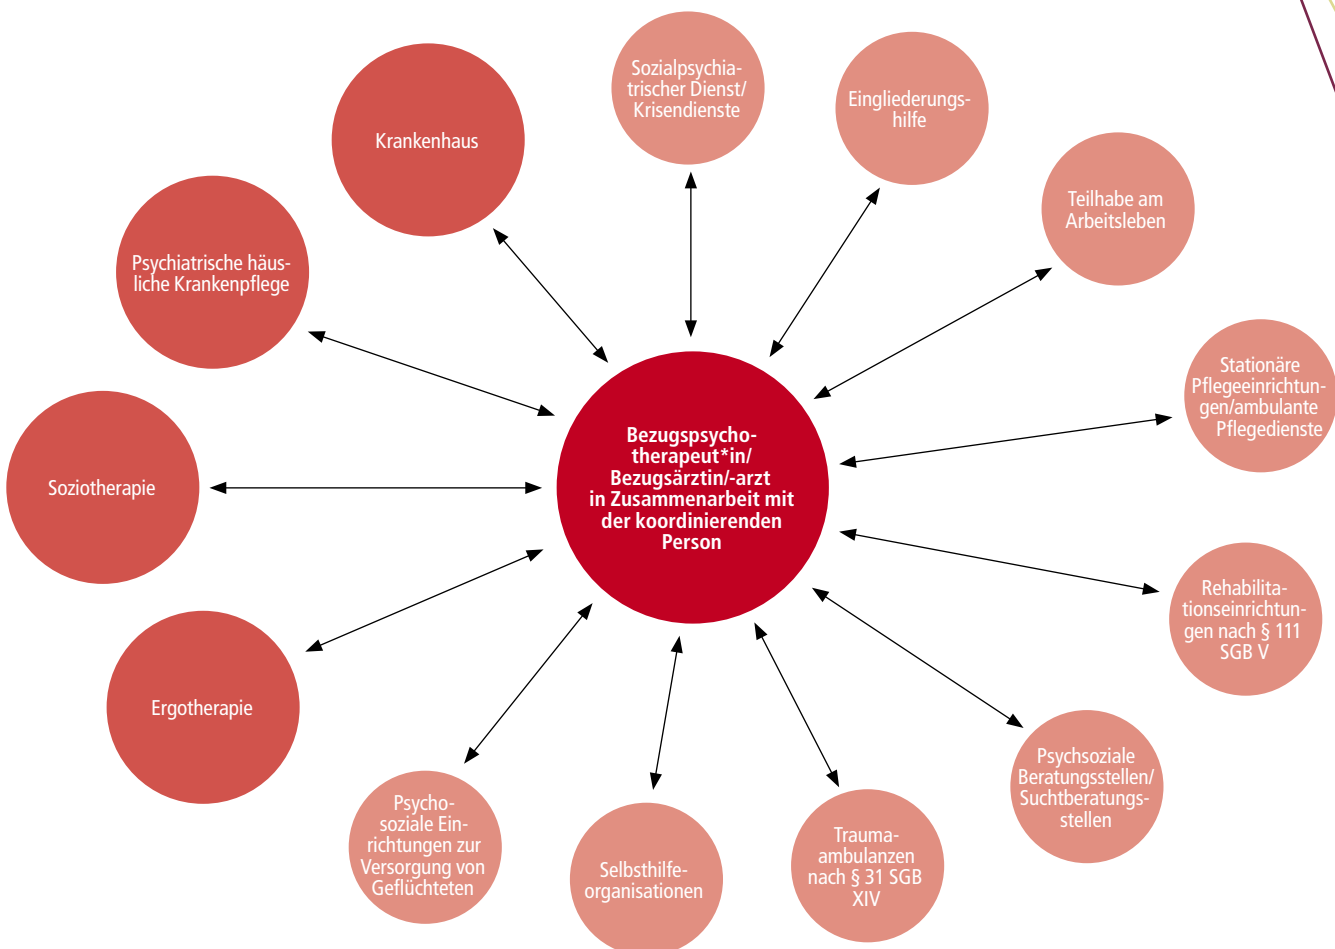 Sozialpsychia-
trischer Dienst/
Krisendienste
Eingliederungs-
hilfe
Krankenhaus
Teilhabe am
Arbeitsleben
Psychiatrische häus-
liche Krankenpflege
Stationäre
Pflegeeinrichtun-
gen/ambulante
Pflegedienste
Bezugspsycho-
therapeut*in/
Bezugsärztin/-arzt
in Zusammenarbeit mit
der koordinierenden
Person
Soziotherapie
Rehabilita-
tionseinrichtun-
gen nach § 111
SGB V
Ergotherapie
Psychsoziale
Beratungsstellen/
Suchtberatungs-
stellen
Psycho-
soziale Ein-
richtungen zur
Versorgung von
Geflüchteten
Selbsthilfe-
organisationen
Trauma-
ambulanzen
nach § 31 SGB
XIV